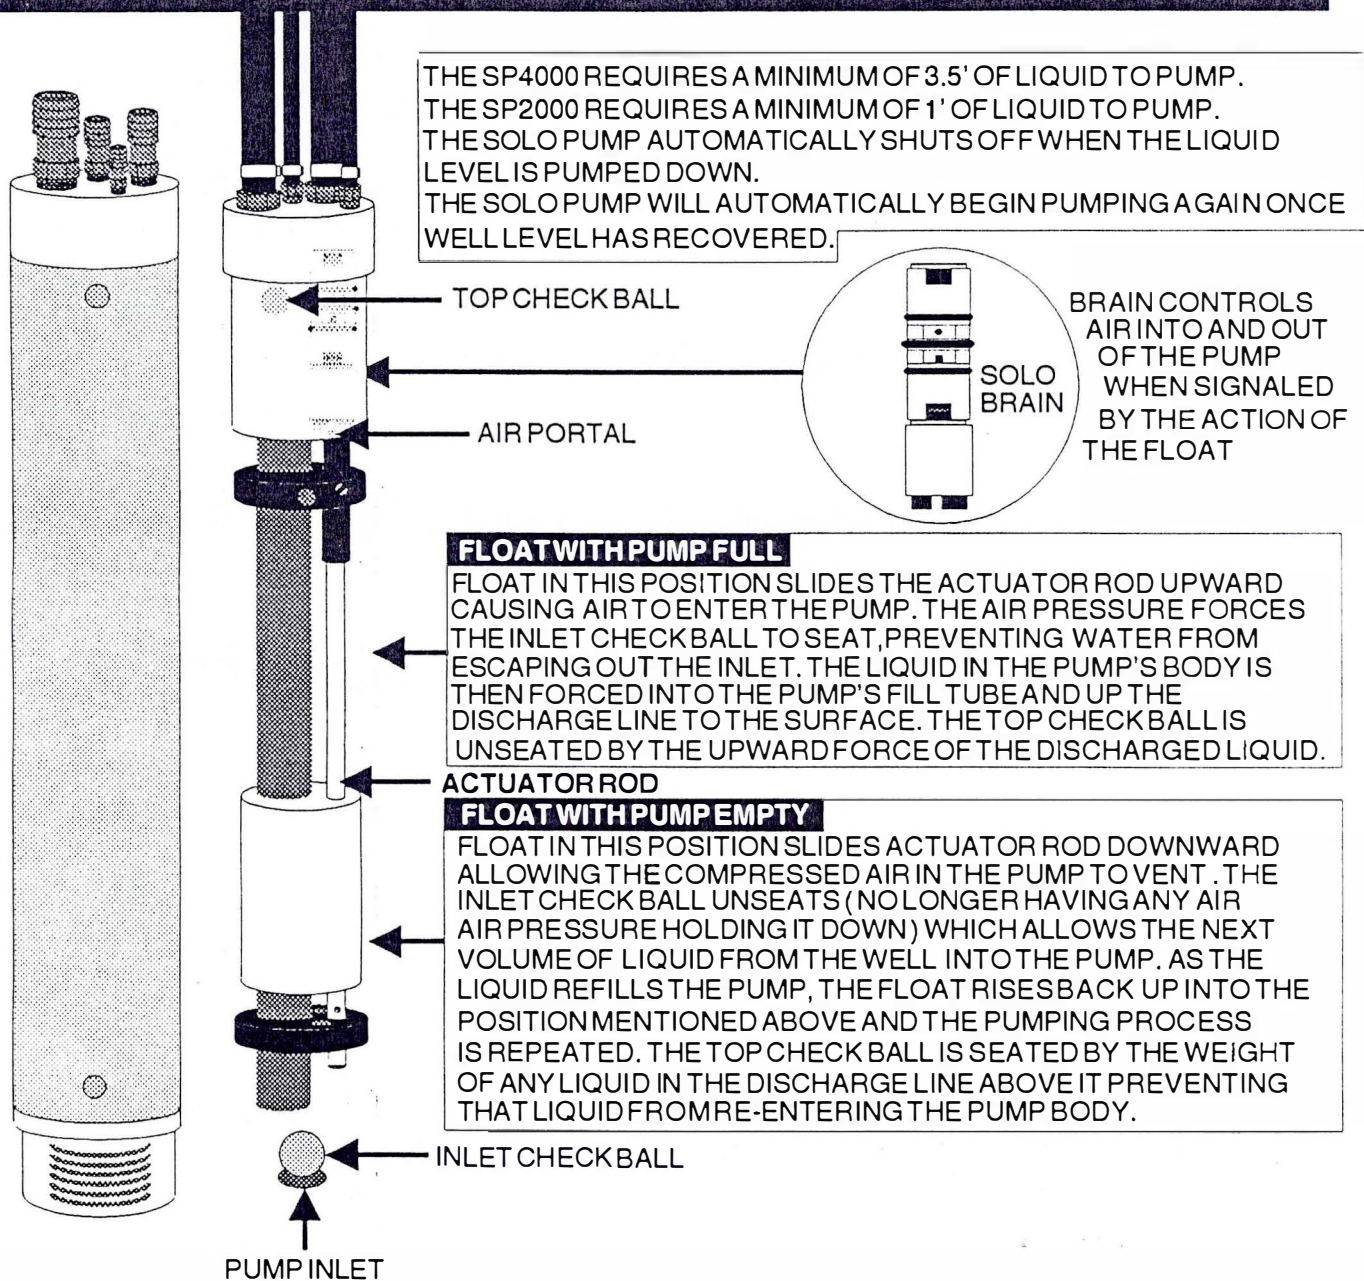 THE SP4000 REQUIRES A MINIMUM OF 3.5' OF LIQUID TO PUMP.
THE SP2000 REQUIRES A MINIMUM OF 1' OF LIQUID TO PUMP.
THE SOLO PUMP AUTOMATICALLY SHUTS OFF WHEN THE LIQUID
LEVEL IS PUMPED DOWN.
THE SOLO PUMP WILL AUTOMATICALLY BEGIN PUMPING AGAIN ONCE
WELL LEVEL HAS RECOVERED.
TOP CHECK BALL
BRAIN CONTROLS
AIR INTO AND OUT
OF THE PUMP
WHEN SIGNALED
BY THE ACTION OF
THE FLOAT
SOLO
BRAIN
AIR PORTAL
FLOAT WITH PUMP FULL
FLOAT IN THIS POSITION SLIDES THE ACTUATOR ROD UPWARD
CAUSING AIR TO ENTER THE PUMP. THE AIR PRESSURE FORCES
THE INLET CHECK BALL TO SEAT, PREVENTING WATER FROM
ESCAPING OUT THE INLET. THE LIQUID IN THE PUMP'S BODY IS
THEN FORCED INTO THE PUMP'S FILL TUBE AND UP THE
DISCHARGE LINE TO THE SURFACE. THE TOP CHECK BALL IS
UNSEATED BY THE UPWARD FORCE OF THE DISCHARGED LIQUID.
ACTUATOR ROD
FLOAT WITH PUMP EMPTY
FLOAT IN THIS POSITION SLIDES ACTUATOR ROD DOWNWARD
ALLOWING THE COMPRESSED AIR IN THE PUMP TO VENT. THE
INLET CHECK BALL UNSEATS (NO LONGER HAVING ANY AIR
AIR PRESSURE HOLDING IT DOWN) WHICH ALLOWS THE NEXT
VOLUME OF LIQUID FROM THE WELL INTO THE PUMP. AS THE
LIQUID REFILLS THE PUMP, THE FLOAT RISES BACK UP INTO THE
POSITION MENTIONED ABOVE AND THE PUMPING PROCESS
IS REPEATED. THE TOP CHECK BALL IS SEATED BY THE WEIGHT
OF ANY LIQUID IN THE DISCHARGE LINE ABOVE IT PREVENTING
THAT LIQUID FROM RE-ENTERING THE PUMP BODY.
INLET CHECK BALL
PUMP INLET